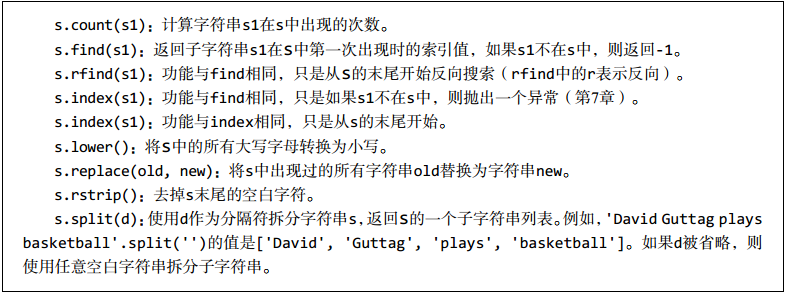 s.count(s1)：计算字符串s1在s中出现的次数。
s.find(s1)：返回子字符串s1在S中第一次出现时的索引值，如果s1不在s中，则返回-1。
s.rfind(s1)：功能与find相同，只是从S的末尾开始反向搜索（rfind中的r表示反向）。
s.index(s1)：功能与find相同，只是如果s1不在s中，则抛出一个异常（第7章）。
s.index(s1)：功能与index相同，只是从s的末尾开始。
s.lower()：将S中的所有大写字母转换为小写。
s.replace(old, new)：将s中出现过的所有字符串old替换为字符串new。
s.rstrip()：去掉s末尾的空白字符。
s.split(d)：使用d作为分隔符拆分字符串s，返回S的一个子字符串列表。例如，'David Guttag plays
basketball'.split('')的值是['David', 'Guttag', 'plays', 'basketball']。如果d被省略，则
使用任意空白字符串拆分子字符串。